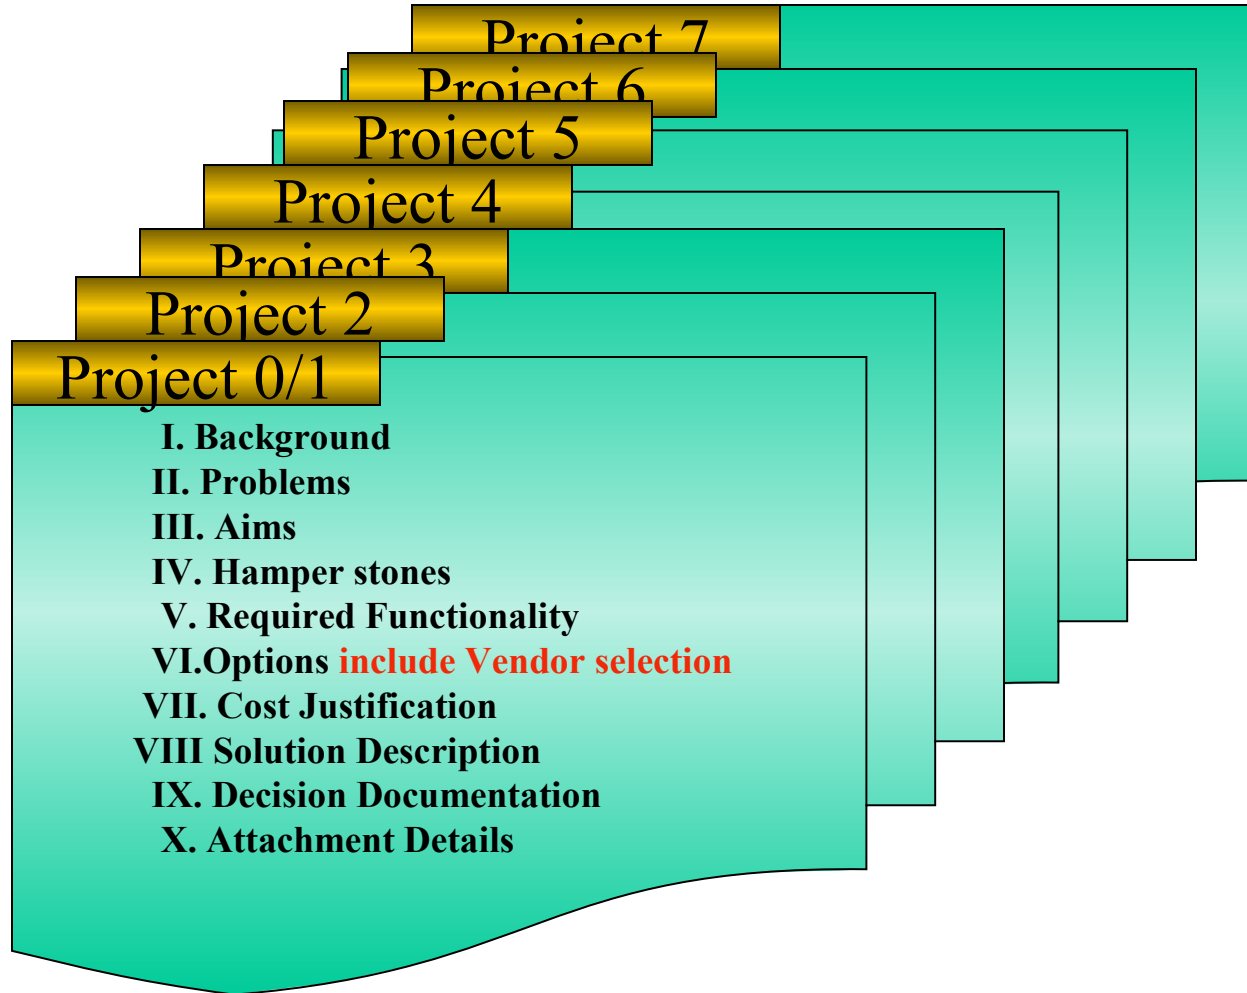 Project 7
Project 6
Project 5
Project 4
Project 3
Project 2
Project 0/1
I. Background
II. Problems
III. Aims
IV. Hamper stones
V. Required Functionality
VI.Options include Vendor selection
VII. Cost Justification
VIII Solution Description
IX. Decision Documentation
X. Attachment Details